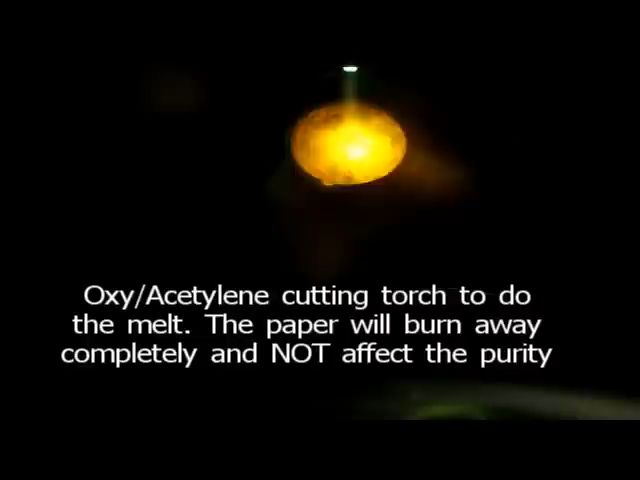 Oxy/Acetylene cutting torch to do
the melt. The paper will burn away
completely and NOT affect the purity